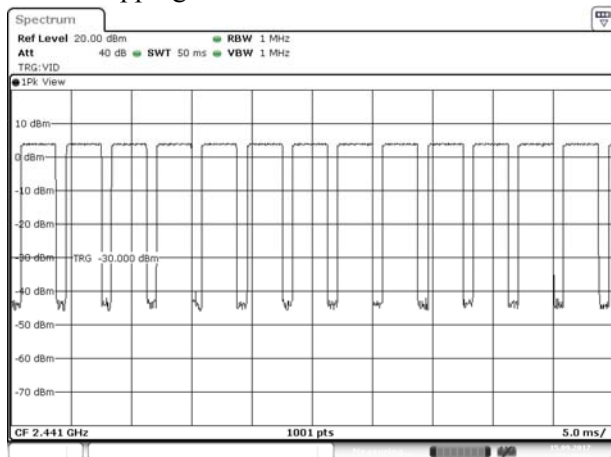 Spectrum
Ref Level 20.00 dBm RBW 1 MHz
Att 40 dB SWT 50 ms VBW 1 MHz
TRG:VID
1Pk View
10 dBm
0 dBm
-10 dBm
-20 dBm
-30 dBm
TRG -30.000 dBm
-40 dBm
-50 dBm
-60 dBm
-70 dBm
CF 2.441 GHz 1001 pts 5.0 ms/